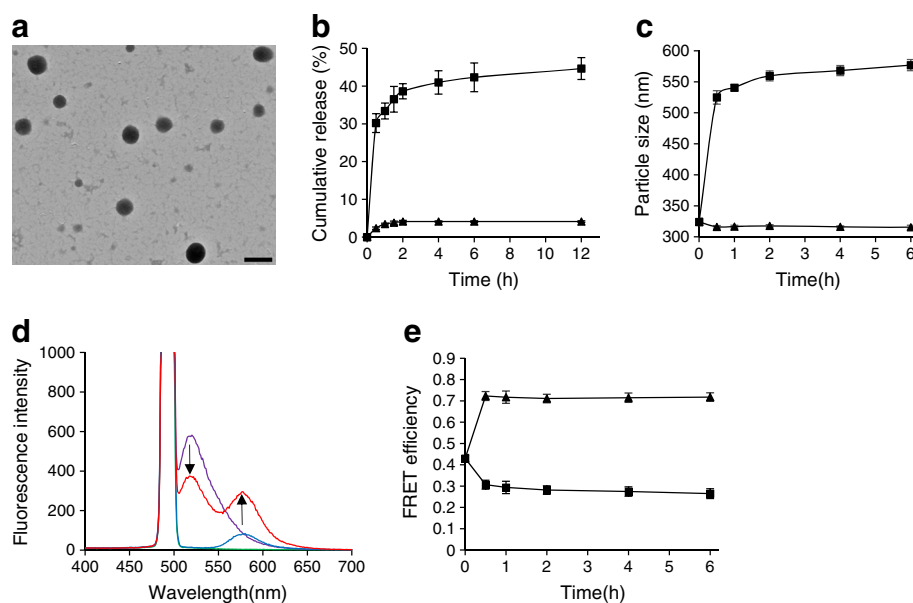 a
b
Cumulative release (%)
50
40
30
20
10
0
0 2 4 6 8 10 12
Time (h)
c
Particle size (nm)
600
550
500
450
400
350
300
0 1 2 3 4 5 6
Time(h)
d
Fluorescence intensity
1000
800
600
400
200
0
400 450 500 550 600 650 700
Wavelength(nm)
e
FRET efficiency
0.9
0.8
0.7
0.6
0.5
0.4
0.3
0.2
0.1
0
0 1 2 3 4 5 6
Time(h)